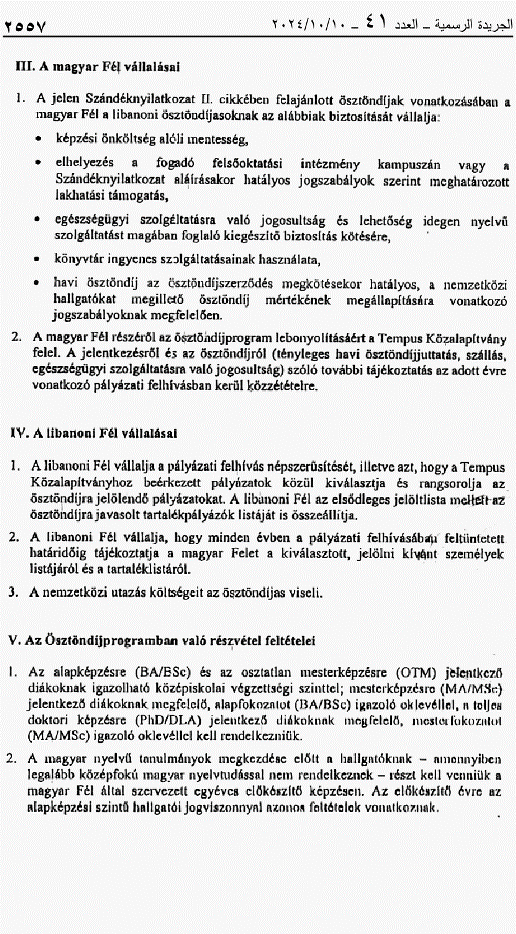 ٢٥٥٧
الجريدة الرسمية – العدد ٤١ – ٢٠٢٤/١٠/١٠
III. A magyar Fél vállalásai
1. A jelen Szándéknyilatkozat II. cikkében felajánlott ösztöndíjak vonatkozásában a
magyar Fél a libanoni ösztöndíjasoknak az alábbiak biztosítását vállalja:
• képzési önköltség alóli mentesség,
• elhelyezés a fogadó felsőoktatási intézmény kampuszán vagy a
Szándéknyilatkozat aláírásakor hatályos jogszabályok szerint meghatározott
lakhatási támogatás,
• egészségügyi szolgáltatásra való jogosultság és lehetőség idegen nyelvű
szolgáltatást magában foglaló kiegészítő biztosítás kötésére,
• könyvtár ingyenes szolgáltatásainak használata,
• havi ösztöndíj az ösztöndíjszerződés megkötésekor hatályos, a nemzetközi
hallgatókat megillető ösztöndíj mértékének megállapítására vonatkozó
jogszabályoknak megfelelően.
2. A magyar Fél részéről az ösztöndíjprogram lebonyolításáért a Tempus Közalapítvány
felel. A jelentkezésről és az ösztöndíjról (tényleges havi ösztöndíjjuttatás, szállás,
egészségügyi szolgáltatásra való jogosultság) szóló további tájékoztatás az adott évre
vonatkozó pályázati felhívásban kerül közzétételre.
IV. A libanoni Fél vállalásai
1. A libanoni Fél vállalja a pályázati felhívás népszerűsítését, illetve azt, hogy a Tempus
Közalapítványhoz beérkezett pályázatok közül kiválasztja és rangsorolja az
ösztöndíjra jelölendő pályázatokat. A libanoni Fél az elsődleges jelöltlista mellett az
ösztöndíjra javasolt tartalékpályázók listáját is összeállítja.
2. A libanoni Fél vállalja, hogy minden évben a pályázati felhívásában feltüntetett
határidőig tájékoztatja a magyar Felet a kiválasztott, jelölni kívánt személyek
listájáról és a tartaléklistáról.
3. A nemzetközi utazás költségeit az ösztöndíjas viseli.
V. Az Ösztöndíjprogramban való részvétel feltételei
1. Az alapképzésre (BA/BSc) és az osztatlan mesterképzésre (OTM) jelentkező
diákoknak igazolható középiskolai végzettségi szinttel; mesterképzésre (MA/MSc)
jelentkező diákoknak megfelelő, alapfokozatot (BA/BSc) igazoló oklevéllel, a teljes
doktori képzésre (PhD/DLA) jelentkező diákoknak megfelelő, mesterfokozatot
(MA/MSc) igazoló oklevéllel kell rendelkezniük.
2. A magyar nyelvű tanulmányok megkezdése előtt a hallgatóknak – amennyiben
legalább középfokú magyar nyelvtudással nem rendelkeznek – részt kell venniük a
magyar Fél által szervezett egyéves előkészítő képzésen. Az előkészítő évre az
alapképzési szintű hallgatói jogviszonnyal azonos feltételek vonatkoznak.